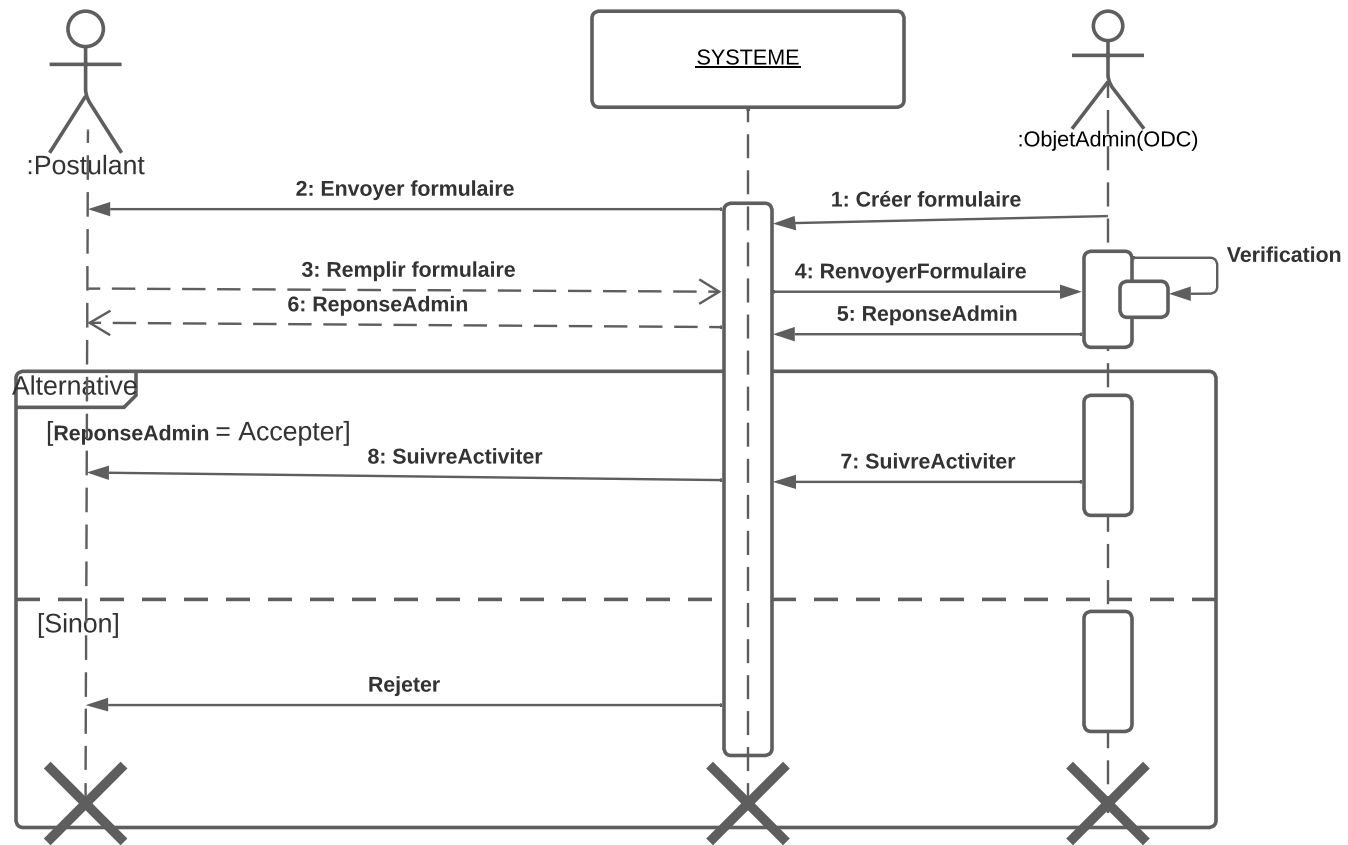 SYSTEME
:ObjetAdmin(ODC)
:Postulant
2: Envoyer formulaire
1: Créer formulaire
Verification
3: Remplir formulaire
4: RenvoyerFormulaire
6: ReponseAdmin
5: ReponseAdmin
Alternative
[ReponseAdmin = Accepter]
8: SuivreActiviter
7: SuivreActiviter
[Sinon]
Rejeter